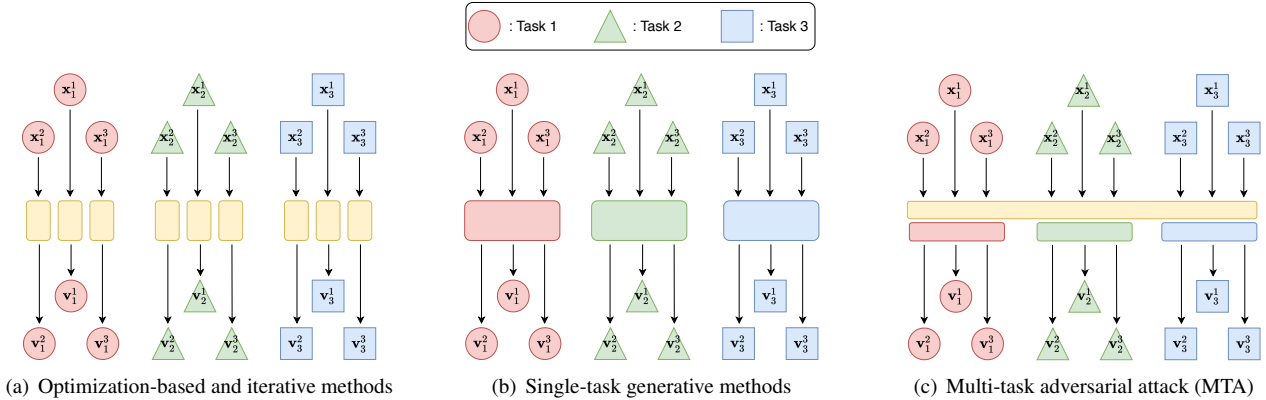 : Task 1 : Task 2 : Task 3
x₁¹ x₂¹ x₃¹ x₁¹ x₂¹ x₃¹ x₁¹ x₂¹ x₃¹
x₁² x₁³ x₂² x₂³ x₃² x₃³ x₁² x₁³ x₂² x₂³ x₃² x₃³ x₁² x₁³ x₂² x₂³ x₃² x₃³
v₁¹ v₂¹ v₃¹ v₁¹ v₂¹ v₃¹ v₁¹ v₂¹ v₃¹
v₁² v₁³ v₂² v₂³ v₃² v₃³ v₁² v₁³ v₂² v₂³ v₃² v₃³ v₁² v₁³ v₂² v₂³ v₃² v₃³
(a) Optimization-based and iterative methods
(b) Single-task generative methods
(c) Multi-task adversarial attack (MTA)